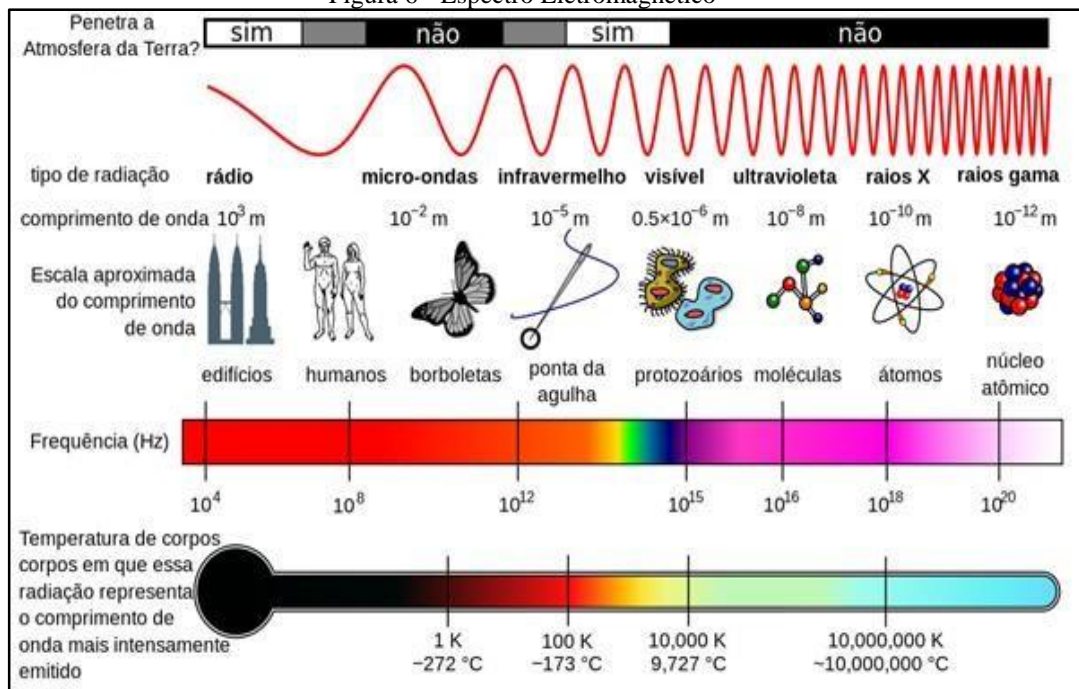 Figura 6 - Espectro Eletromagnético
Penetra a
Atmosfera da Terra?
sim não sim não
tipo de radiação rádio micro-ondas infravermelho visível ultravioleta raios X raios gama
comprimento de onda 10³ m 10⁻² m 10⁻⁵ m 0.5×10⁻⁶ m 10⁻⁸ m 10⁻¹⁰ m 10⁻¹² m
Escala aproximada
do comprimento
de onda
edifícios humanos borboletas ponta da agulha protozoários moléculas átomos núcleo atômico
Frequência (Hz)
10⁴ 10⁸ 10¹² 10¹⁵ 10¹⁶ 10¹⁸ 10²⁰
Temperatura de corpos
corpos em que essa
radiação representa
o comprimento de
onda mais intensamente
emitido
1 K 100 K 10,000 K 10,000,000 K
−272 °C −173 °C 9,727 °C ~10,000,000 °C